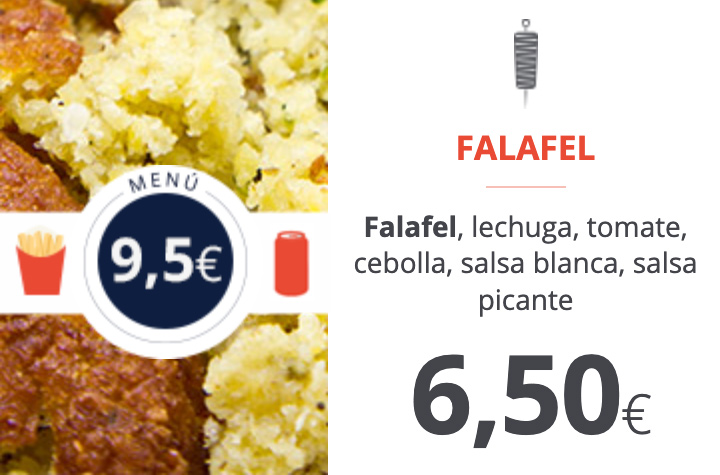 MENÚ
9,5€
FALAFEL
Falafel, lechuga, tomate,
cebolla, salsa blanca, salsa
picante
6,50€